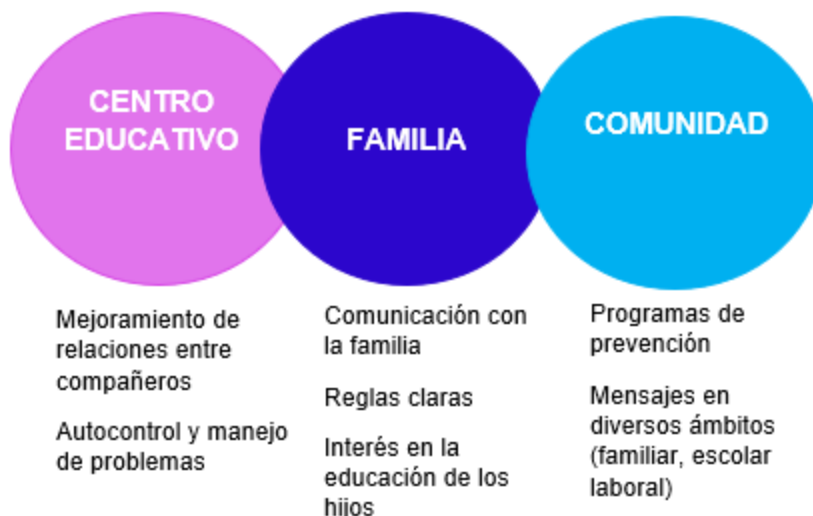 CENTRO
EDUCATIVO
Mejoramiento de
relaciones entre
compañeros
Autocontrol y manejo
de problemas
FAMILIA
Comunicación con
la familia
Reglas claras
Interés en la
educación de los
hijos
COMUNIDAD
Programas de
prevención
Mensajes en
diversos ámbitos
(familiar, escolar
laboral)